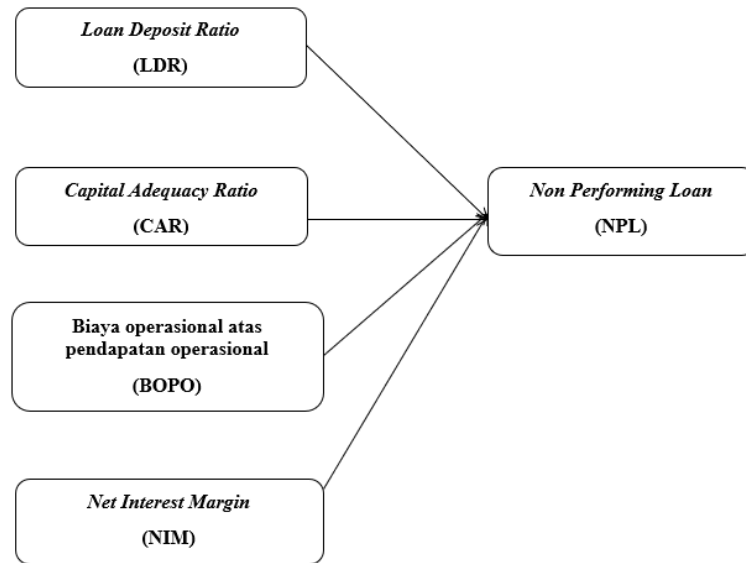 Loan Deposit Ratio
(LDR)
Capital Adequacy Ratio
(CAR)
Non Performing Loan
(NPL)
Biaya operasional atas
pendapatan operasional
(BOPO)
Net Interest Margin
(NIM)